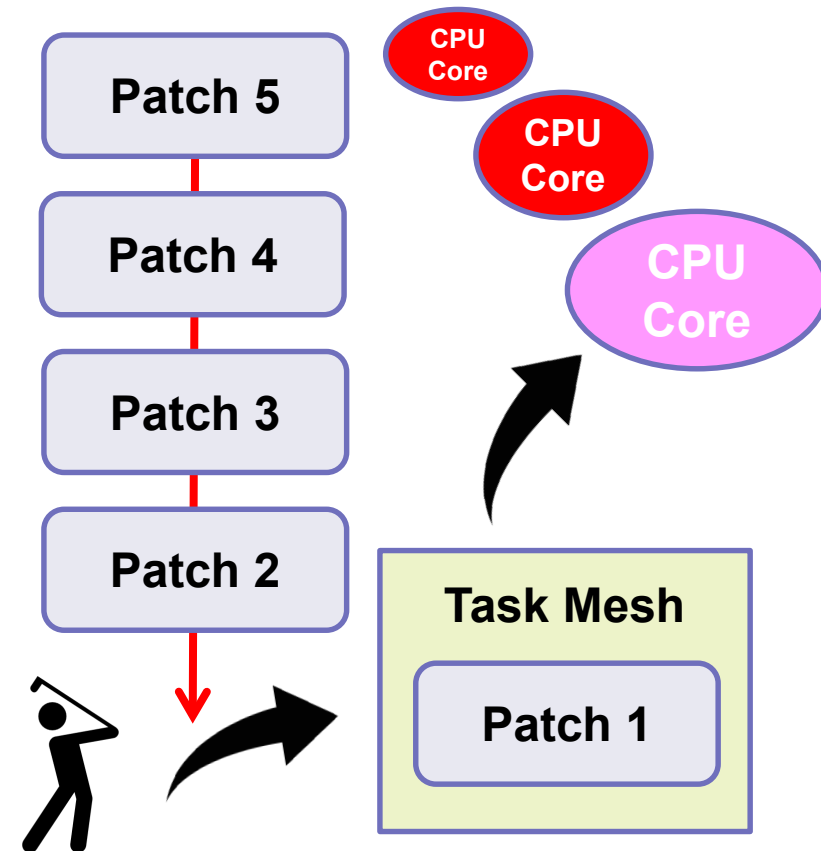 Patch 5
Patch 4
Patch 3
Patch 2
CPU
Core
CPU
Core
CPU
Core
Task Mesh
Patch 1